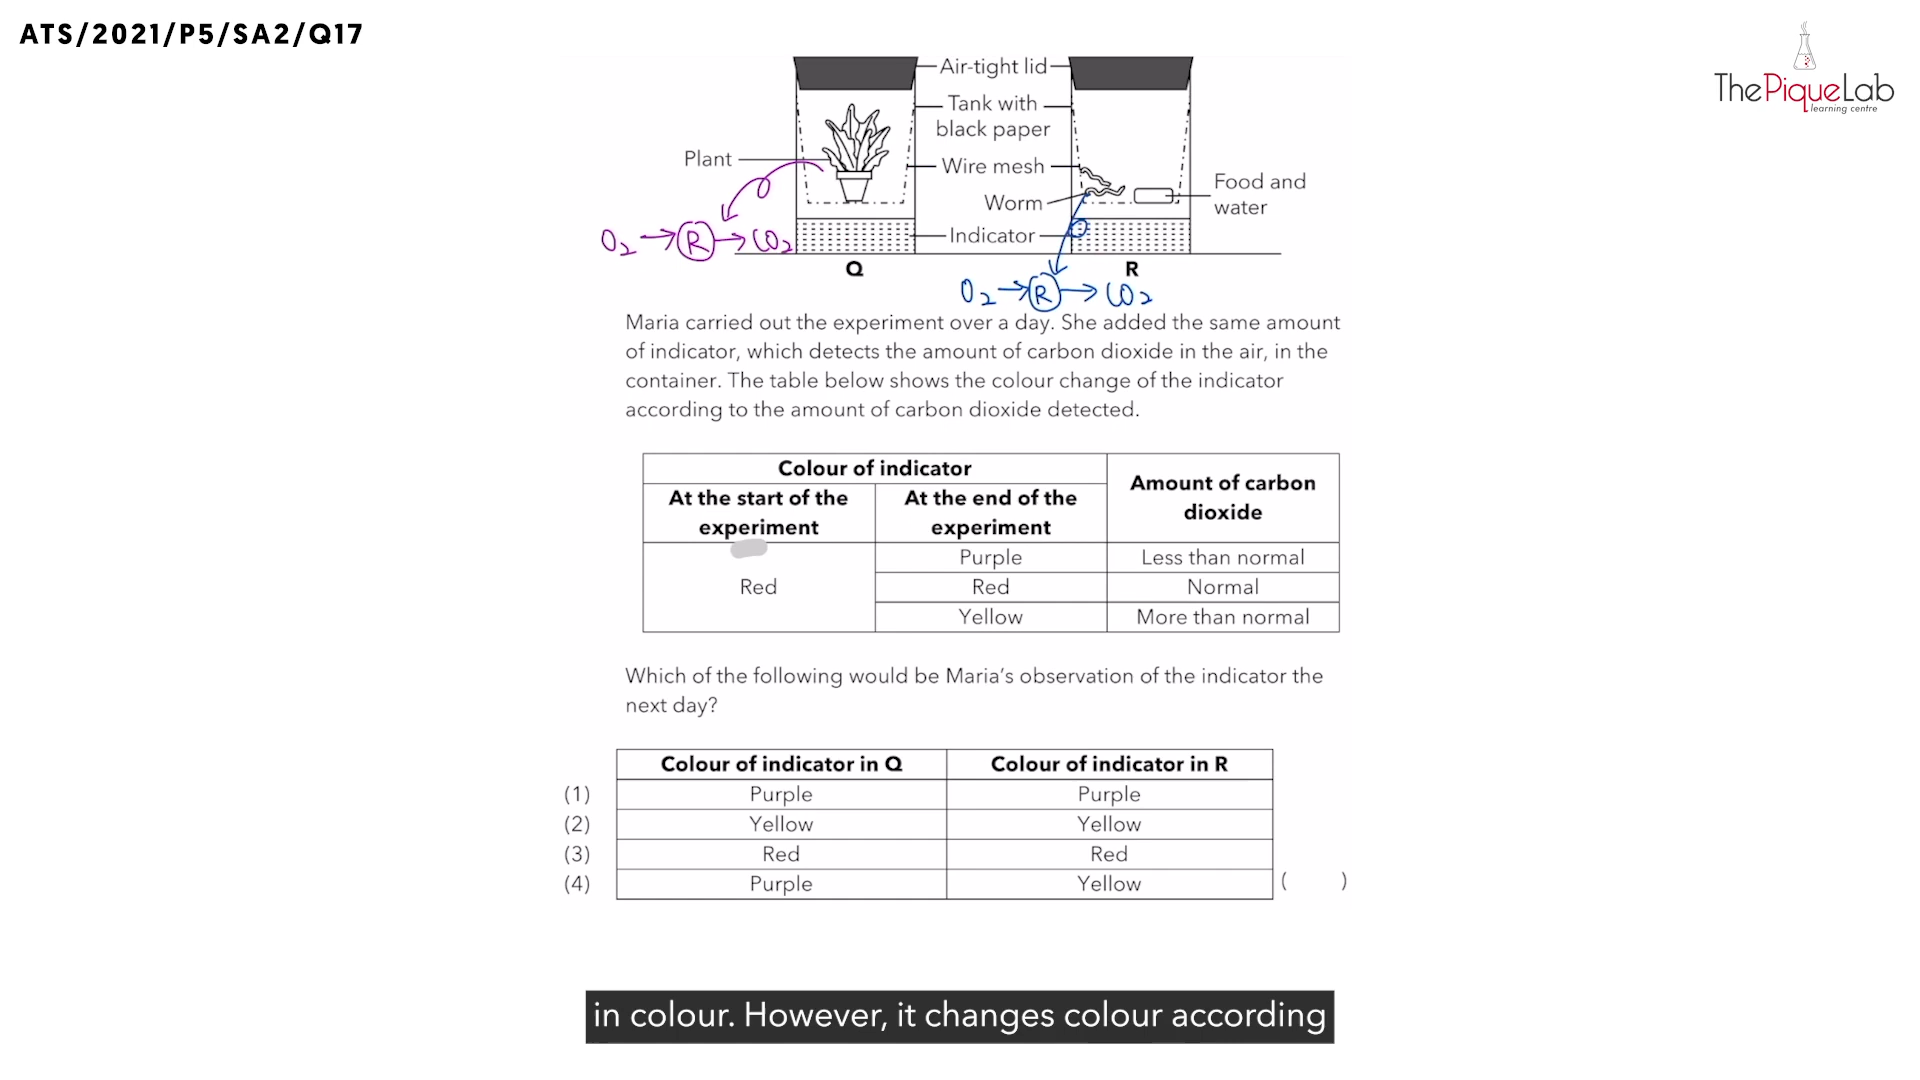 ATS/2021/P5/SA2/Q17
ThePiqueLab
learning centre
Air-tight lid
Tank with
black paper
Plant
Wire mesh
Food and
water
Worm
Indicator
O₂ → R → CO₂
Q
R
O₂ → R → CO₂
Maria carried out the experiment over a day. She added the same amount
of indicator, which detects the amount of carbon dioxide in the air, in the
container. The table below shows the colour change of the indicator
according to the amount of carbon dioxide detected.
Colour of indicator
Amount of carbon
dioxide
At the start of the
experiment
At the end of the
experiment
Red
Purple
Less than normal
Red
Normal
Yellow
More than normal
Which of the following would be Maria's observation of the indicator the
next day?
Colour of indicator in Q
Colour of indicator in R
(1) Purple Purple
(2) Yellow Yellow
(3) Red Red
(4) Purple Yellow ( )
in colour. However, it changes colour according